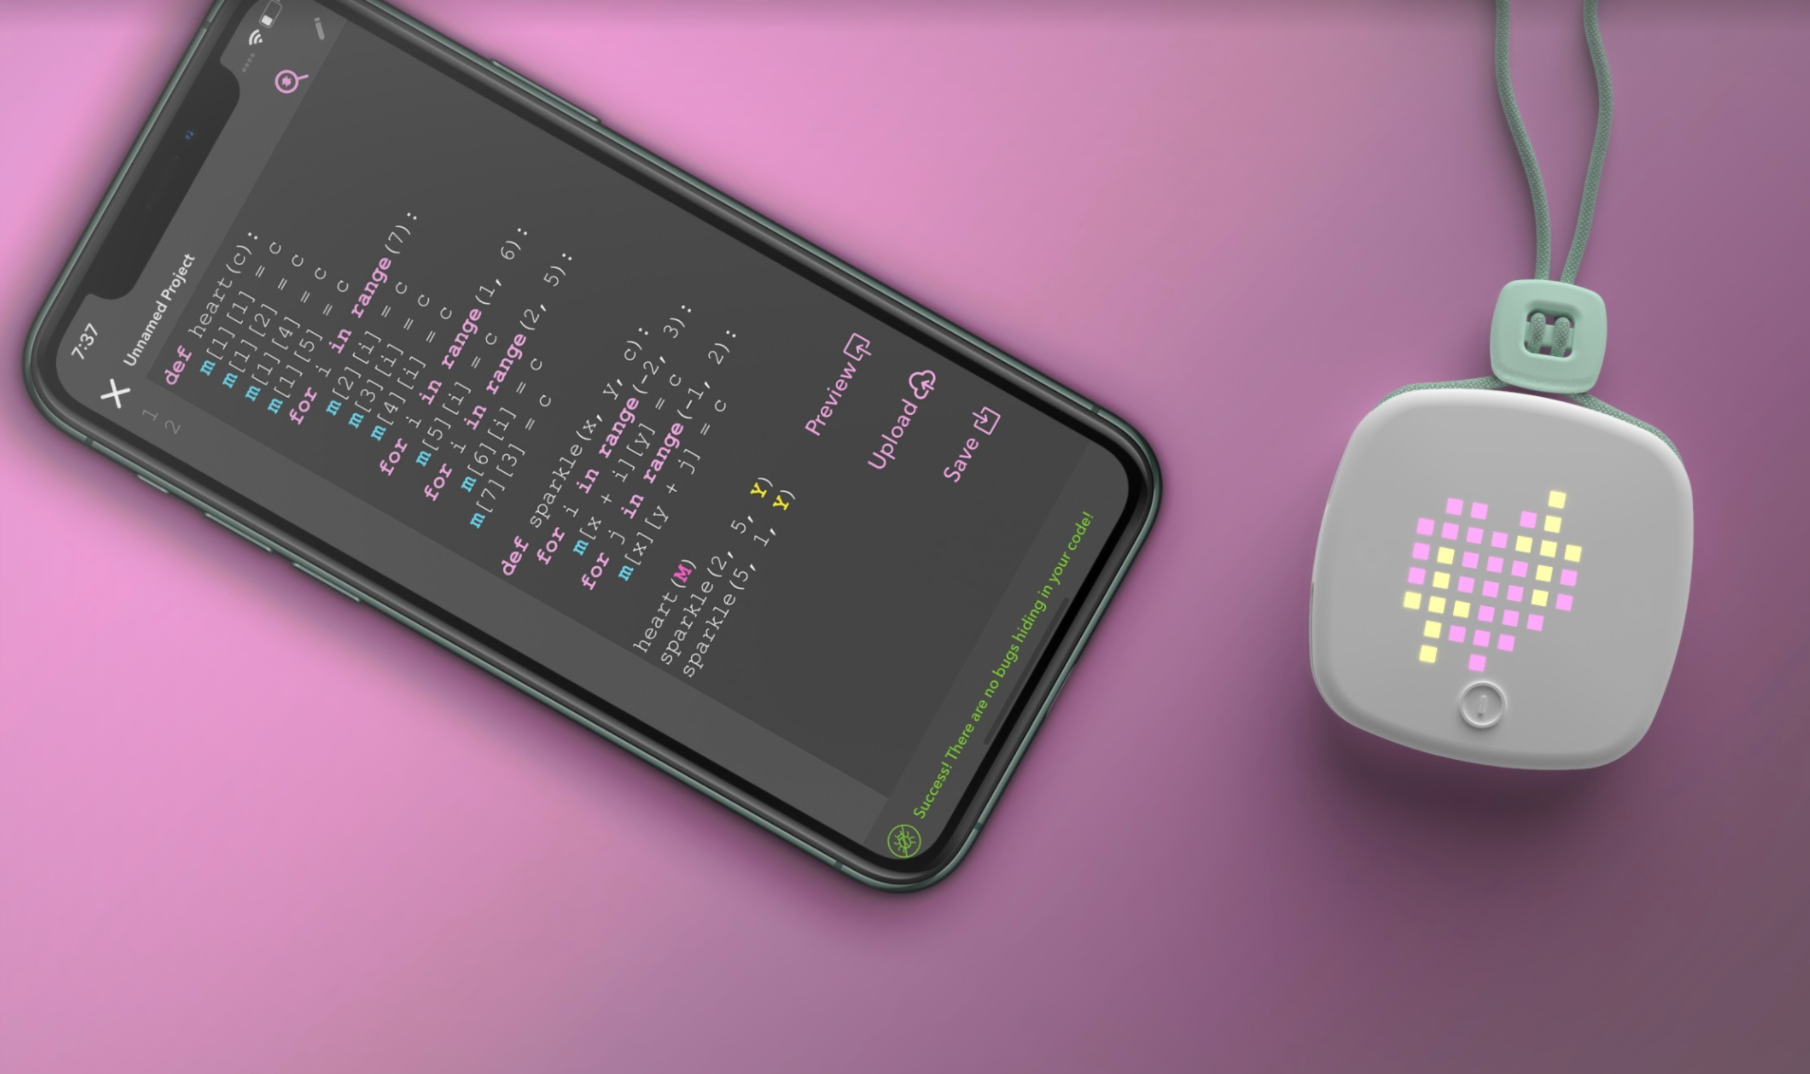 7:37
Unnamed Project
1
2
def heart(c):
m[1][1] = c
m[1][2] = c
m[1][4] = c
m[1][5] = c
for i in range(7):
m[2][i] = c
m[3][i] = c
m[4][i] = c
for i in range(1, 6):
m[5][i] = c
for i in range(2, 5):
m[6][i] = c
m[7][3] = c
def sparkle(x, y, c):
for i in range(-2, 3):
m[x + i][y] = c
for j in range(-1, 2):
m[x][y + j] = c
heart(M)
sparkle(2, 5, Y)
sparkle(5, 1, Y)
Preview
Upload
Save
Success! There are no bugs hiding in your code!